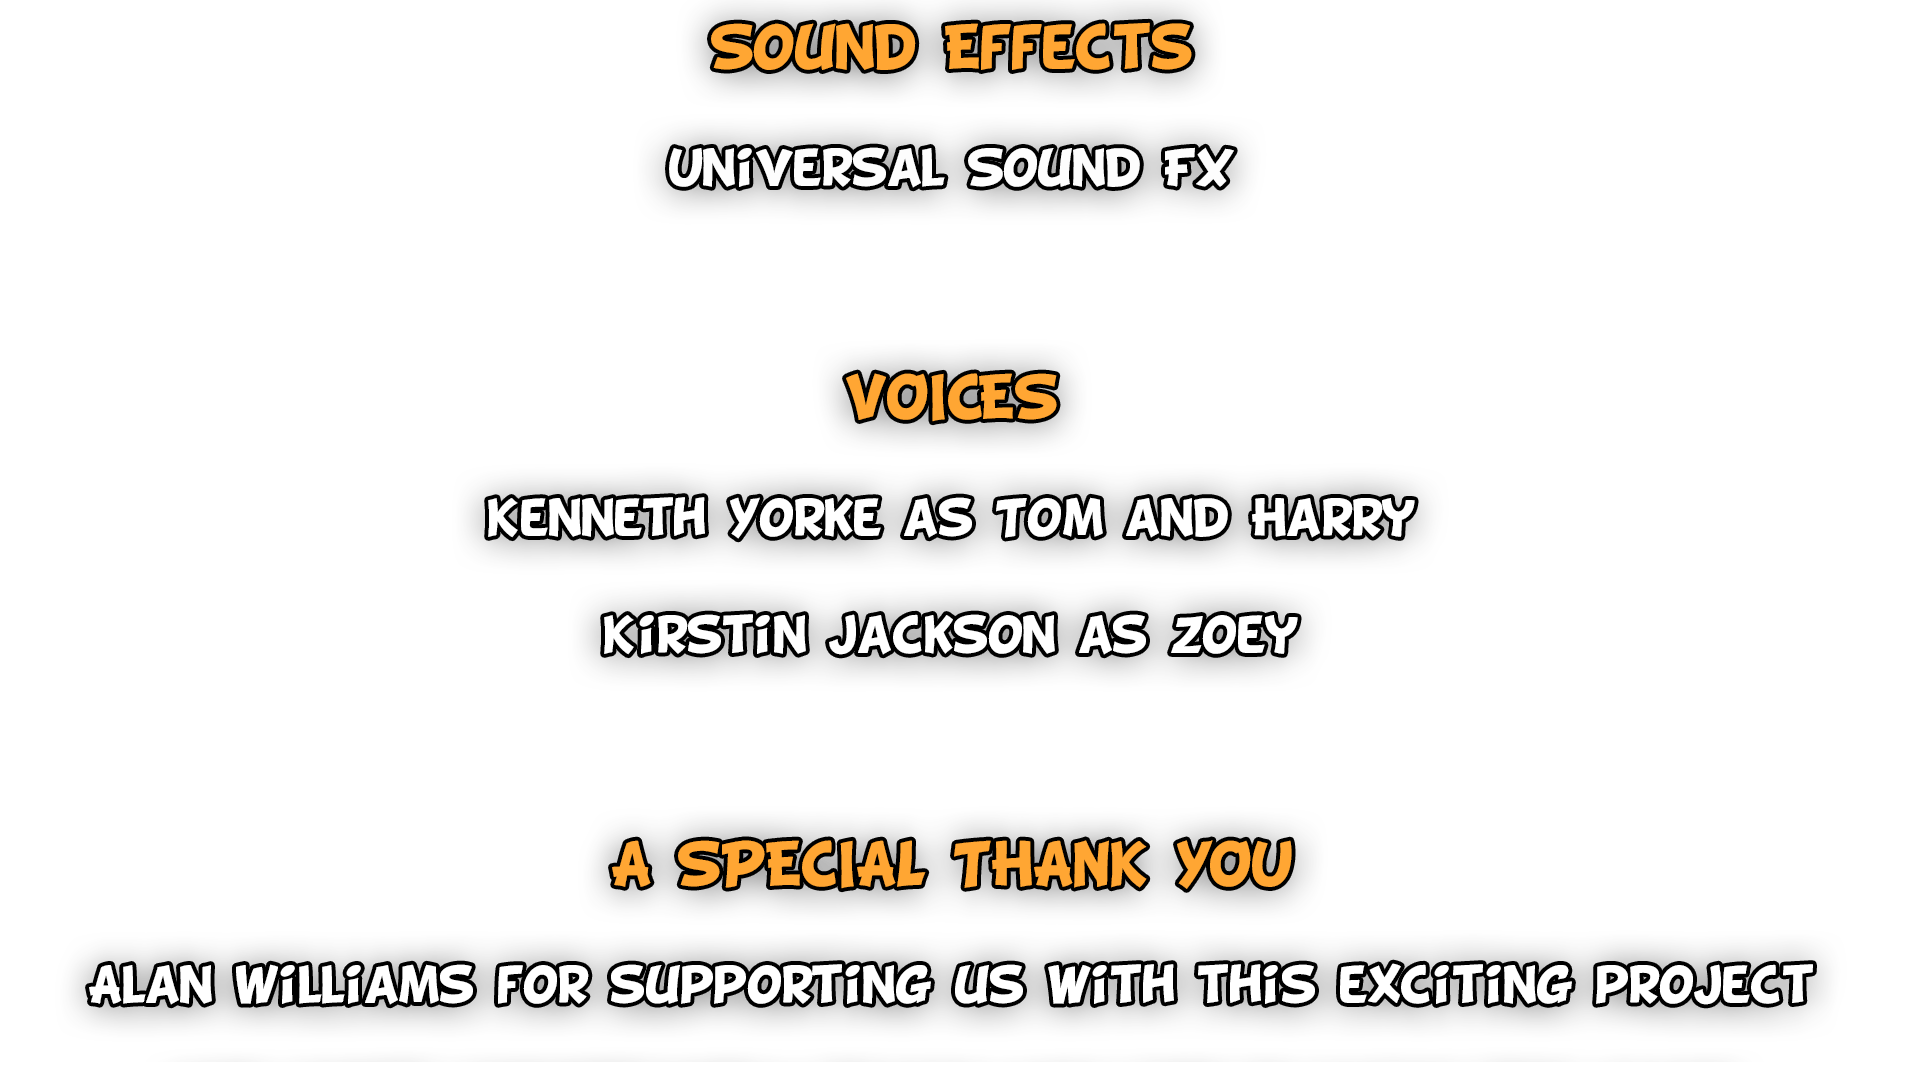 SOUND EFFECTS
UNiVERSAL SOUND FX
VOICES
KENNETH YORKE AS TOM AND HARRY
KiRSTiN JACKSON AS ZOEY
A SPECIAL THANK YOU
ALAN WiLLiAMS FOR SUPPORTiNG US WiTH THiS EXCiTiNG PROJECT